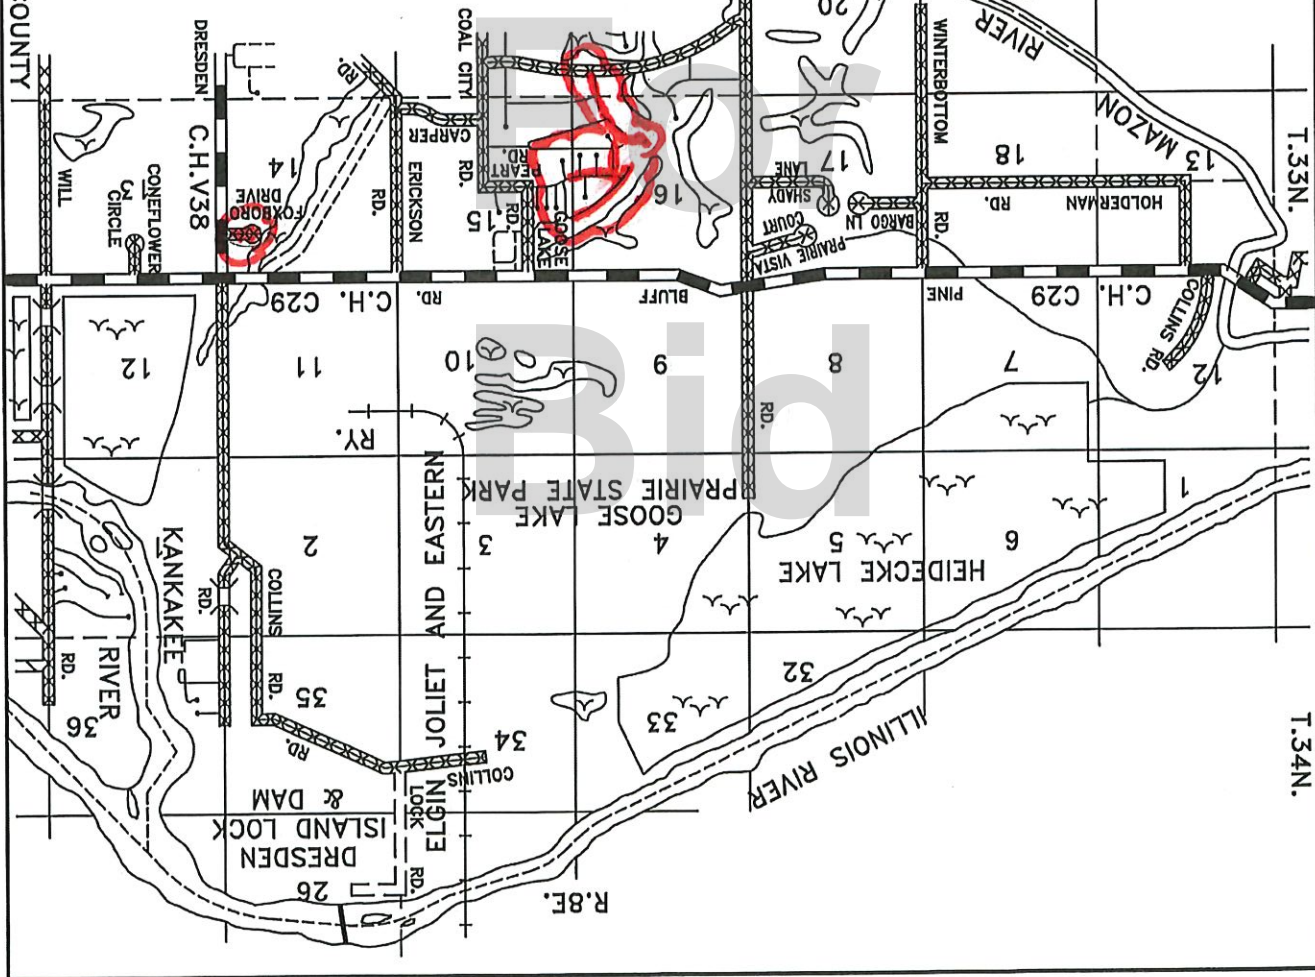 For
Bid
R.8E.
26
DRESDEN
ISLAND LOCK
& DAM
LOCK
RD.
ILLINOIS RIVER
COLLINS
RD.
34
33
32
35
36
T.34N.
KANKAKEE
RIVER
RD.
RD.
COLLINS
RD.
ELGIN JOLIET AND EASTERN
RY.
HEIDECKE LAKE
GOOSE LAKE
PRAIRIE STATE PARK
1
2
3
4
5
6
1
12
11
10
9
8
7
12
RD.
COLLINS RD.
C.H. C29
PINE
BLUFF
RD.
C.H. C29
T.33N.
CONEFLOWER
CIRCLE
3
WILL
COUNTY
FOXBORO
DRIVE
DRESDEN
C.H.V38
14
RD.
RD.
ERICKSON
CARPER
COAL CITY
RD.
15
PEART
RD.
GOOSE
LAKE
RD.
16
PRAIRIE VISTA
COURT
SHADY
LANE
17
BARGO LN
WINTERBOTTOM
RD.
HOLDERMAN
RD.
18
13
MAZON
RIVER
20